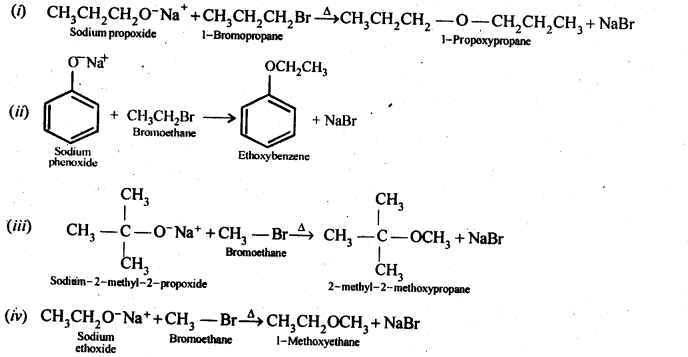 (i) CH₃CH₂CH₂O⁻Na⁺ + CH₃CH₂CH₂Br —Δ→ CH₃CH₂CH₂ — O — CH₂CH₂CH₃ + NaBr
Sodium propoxide 1-Bromopropane 1-Propoxypropane
O⁻Na⁺ OCH₂CH₃
(ii) + CH₃CH₂Br → + NaBr
Bromoethane
Sodium phenoxide Ethoxybenzene
CH₃ CH₃
(iii) CH₃ — C — O⁻Na⁺ + CH₃ — Br —Δ→ CH₃ — C — OCH₃ + NaBr
Bromoethane
CH₃ CH₃
Sodium-2-methyl-2-propoxide 2-methyl-2-methoxypropane
(iv) CH₃CH₂O⁻Na⁺ + CH₃ — Br —Δ→ CH₃CH₂OCH₃ + NaBr
Sodium ethoxide Bromoethane 1-Methoxyethane